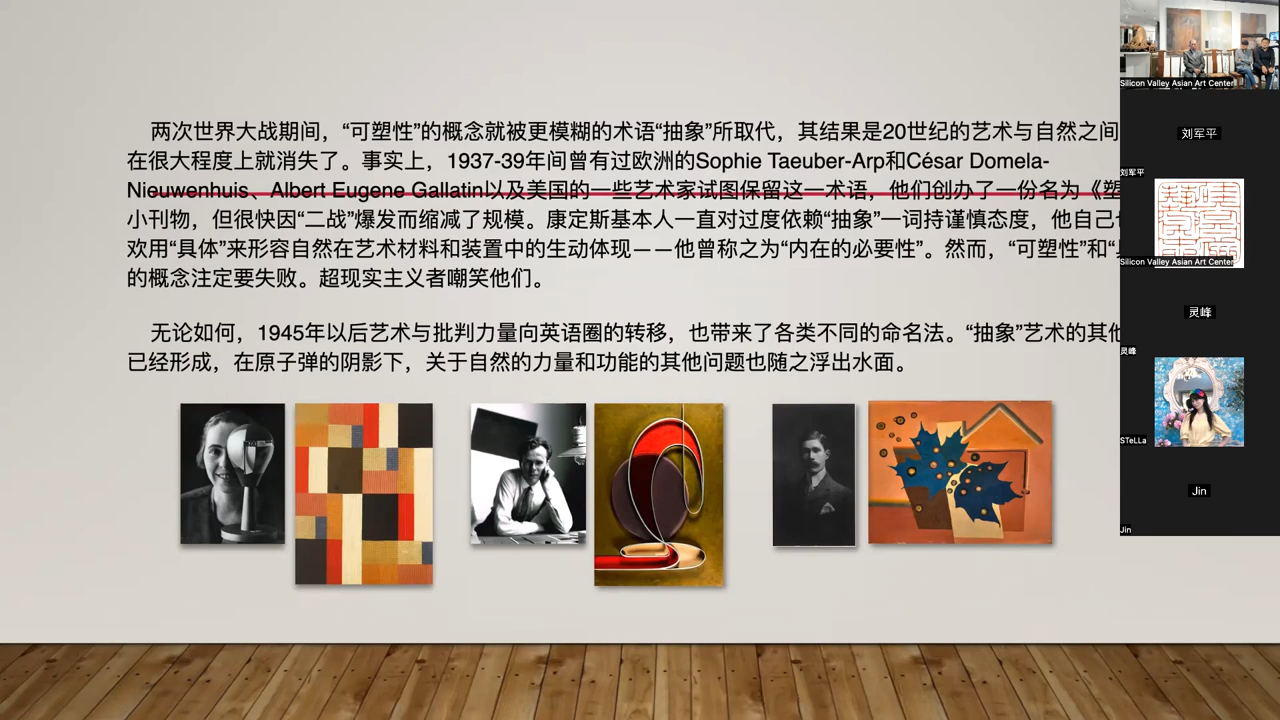 两次世界大战期间，“可塑性”的概念就被更模糊的术语“抽象”所取代，其结果是20世纪的艺术与自然之间
在很大程度上就消失了。事实上，1937-39年间曾有过欧洲的Sophie Taeuber-Arp和César Domela-
Nieuwenhuis、Albert Eugene Gallatin以及美国的一些艺术家试图保留这一术语，他们创办了一份名为《塑
小刊物，但很快因“二战”爆发而缩减了规模。康定斯基本人一直对过度依赖“抽象”一词持谨慎态度，他自己
欢用“具体”来形容自然在艺术材料和装置中的生动体现——他曾称之为“内在的必要性”。然而，“可塑性”和“
的概念注定要失败。超现实主义者嘲笑他们。
无论如何，1945年以后艺术与批判力量向英语圈的转移，也带来了各类不同的命名法。“抽象”艺术的其他
已经形成，在原子弹的阴影下，关于自然的力量和功能的其他问题也随之浮出水面。
Silicon Valley Asian Art Center
刘军平
刘军平
Silicon Valley Asian Art Center
灵峰
灵峰
STeLLa
Jin
Jin